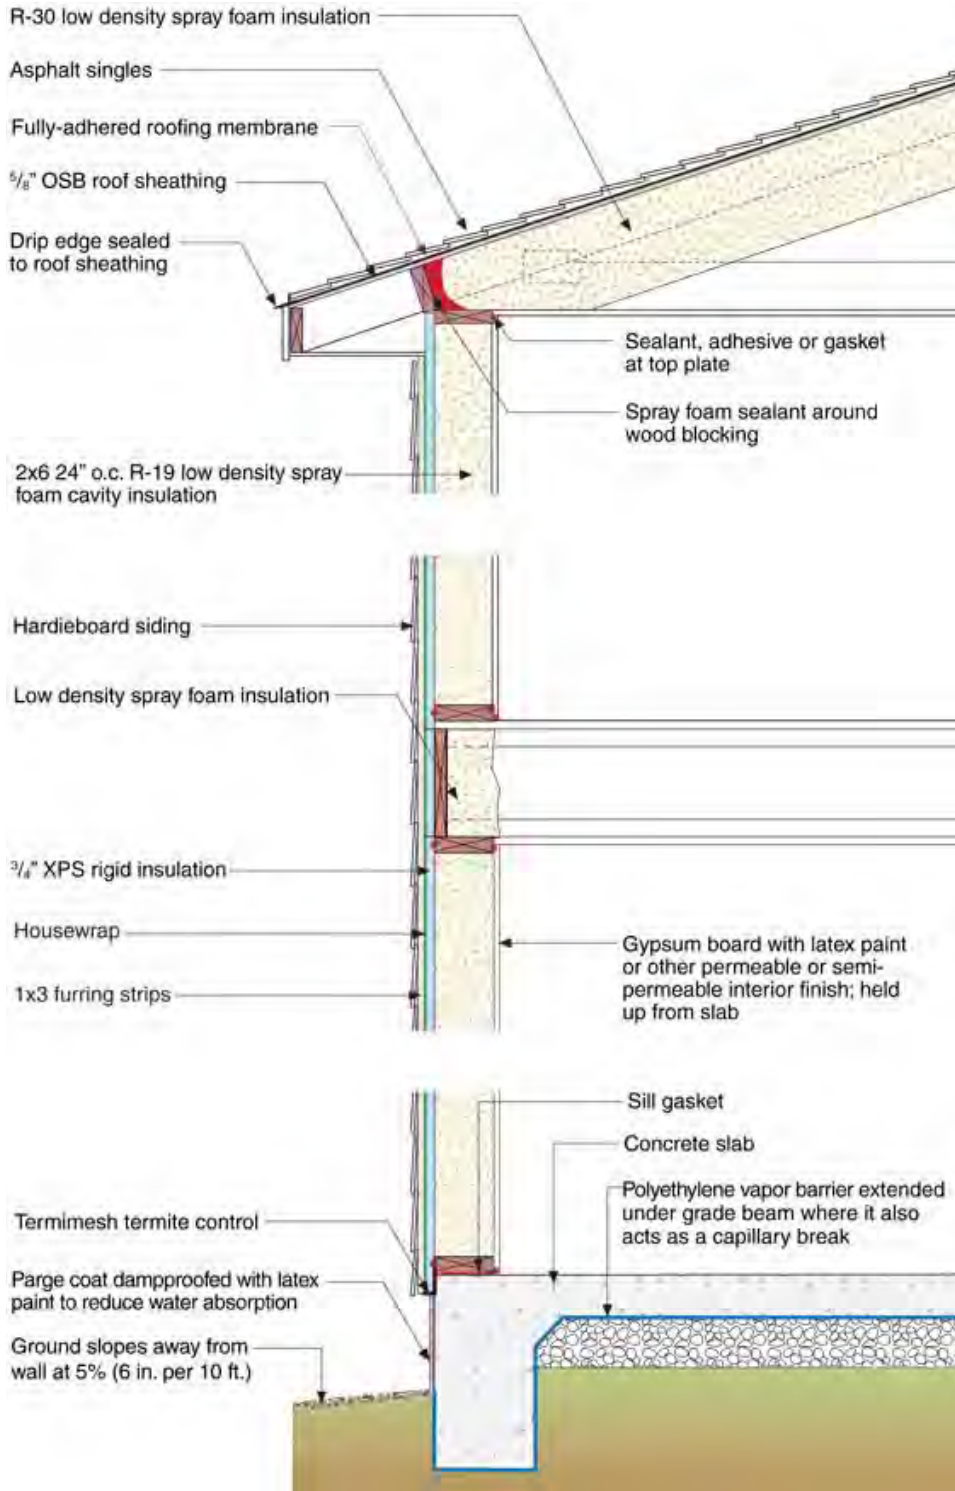 R-30 low density spray foam insulation
Asphalt singles
Fully-adhered roofing membrane
5/8" OSB roof sheathing
Drip edge sealed
to roof sheathing
Sealant, adhesive or gasket
at top plate
Spray foam sealant around
wood blocking
2x6 24" o.c. R-19 low density spray
foam cavity insulation
Hardieboard siding
Low density spray foam insulation
3/4" XPS rigid insulation
Housewrap
1x3 furring strips
Gypsum board with latex paint
or other permeable or semi-
permeable interior finish; held
up from slab
Sill gasket
Concrete slab
Polyethylene vapor barrier extended
under grade beam where it also
acts as a capillary break
Termimesh termite control
Parge coat dampproofed with latex
paint to reduce water absorption
Ground slopes away from
wall at 5% (6 in. per 10 ft.)